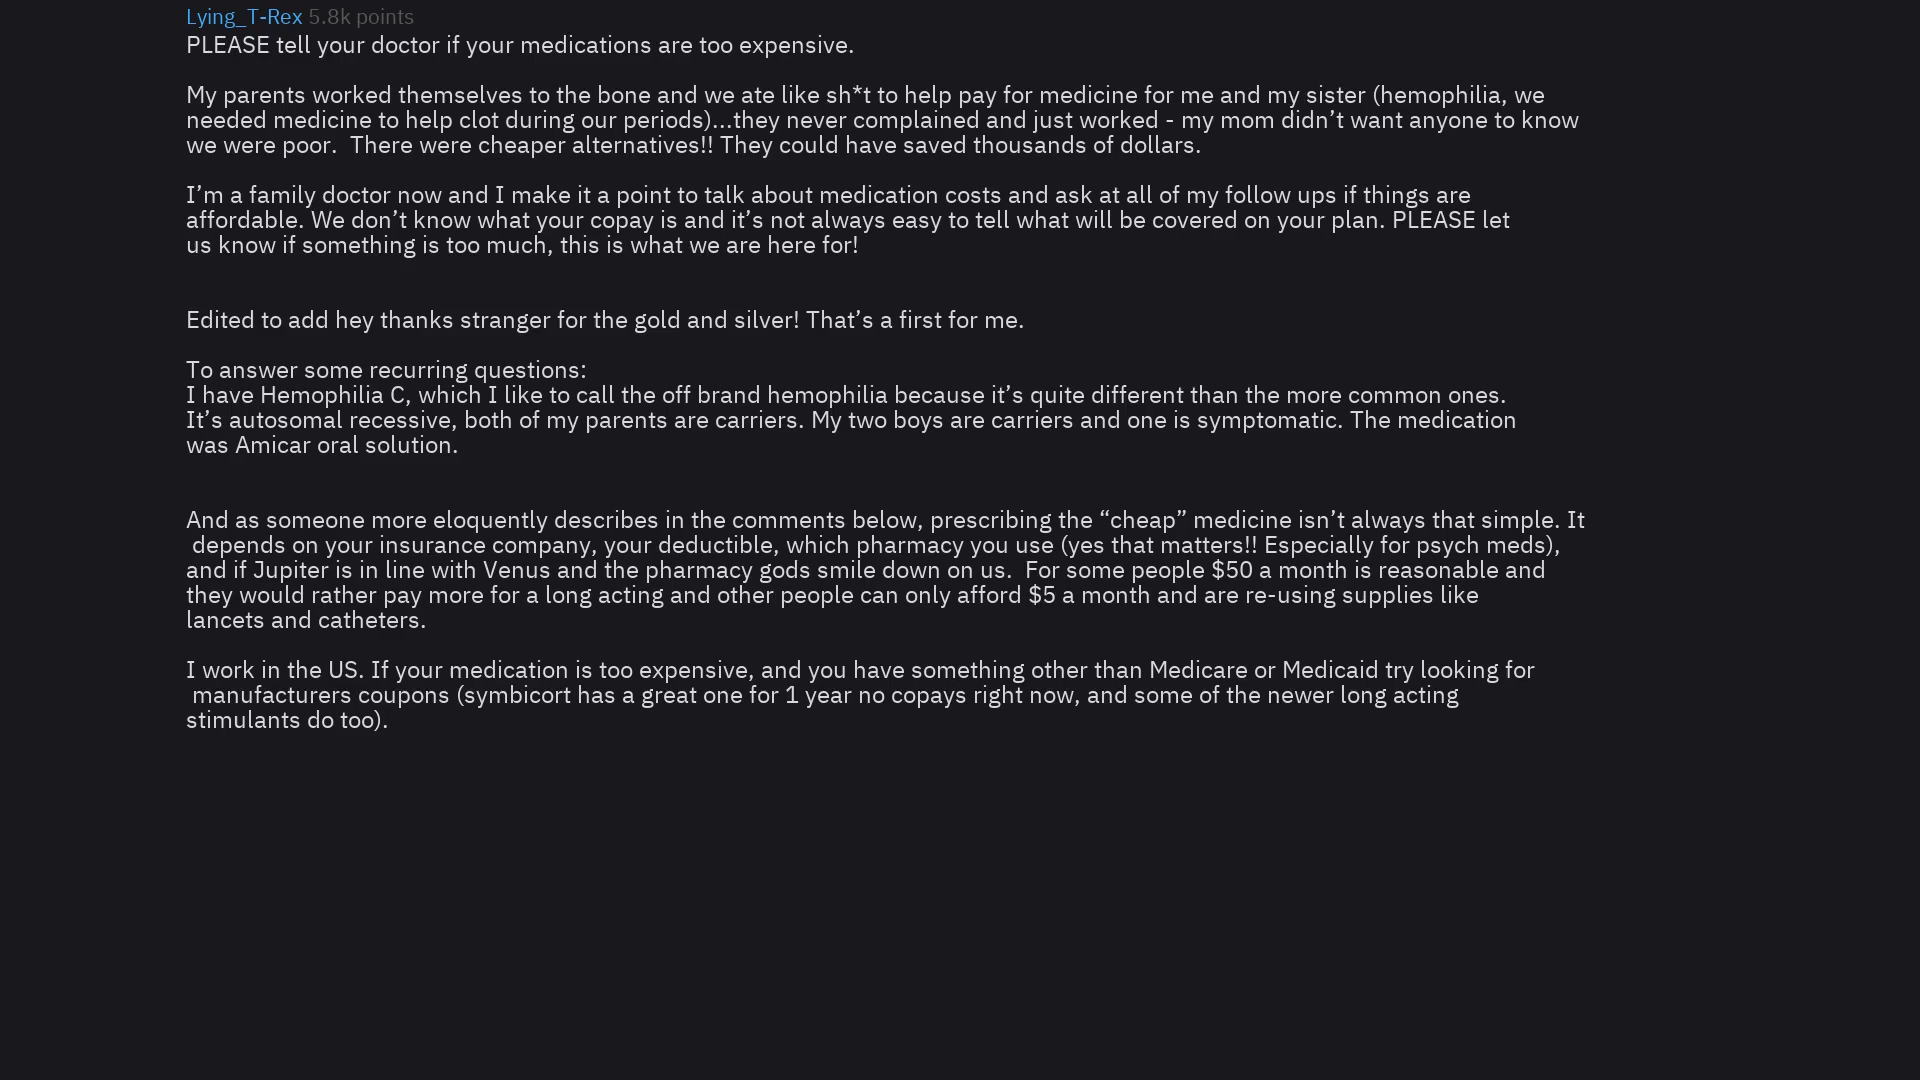 Lying_T-Rex 5.8k points
PLEASE tell your doctor if your medications are too expensive.
My parents worked themselves to the bone and we ate like sh*t to help pay for medicine for me and my sister (hemophilia, we
needed medicine to help clot during our periods)...they never complained and just worked - my mom didn’t want anyone to know
we were poor.  There were cheaper alternatives!! They could have saved thousands of dollars.
I’m a family doctor now and I make it a point to talk about medication costs and ask at all of my follow ups if things are
affordable. We don’t know what your copay is and it’s not always easy to tell what will be covered on your plan. PLEASE let
us know if something is too much, this is what we are here for!
Edited to add hey thanks stranger for the gold and silver! That’s a first for me.
To answer some recurring questions:
I have Hemophilia C, which I like to call the off brand hemophilia because it’s quite different than the more common ones.
It’s autosomal recessive, both of my parents are carriers. My two boys are carriers and one is symptomatic. The medication
was Amicar oral solution.
And as someone more eloquently describes in the comments below, prescribing the “cheap” medicine isn’t always that simple. It
depends on your insurance company, your deductible, which pharmacy you use (yes that matters!! Especially for psych meds),
and if Jupiter is in line with Venus and the pharmacy gods smile down on us.  For some people $50 a month is reasonable and
they would rather pay more for a long acting and other people can only afford $5 a month and are re-using supplies like
lancets and catheters.
I work in the US. If your medication is too expensive, and you have something other than Medicare or Medicaid try looking for
manufacturers coupons (symbicort has a great one for 1 year no copays right now, and some of the newer long acting
stimulants do too).